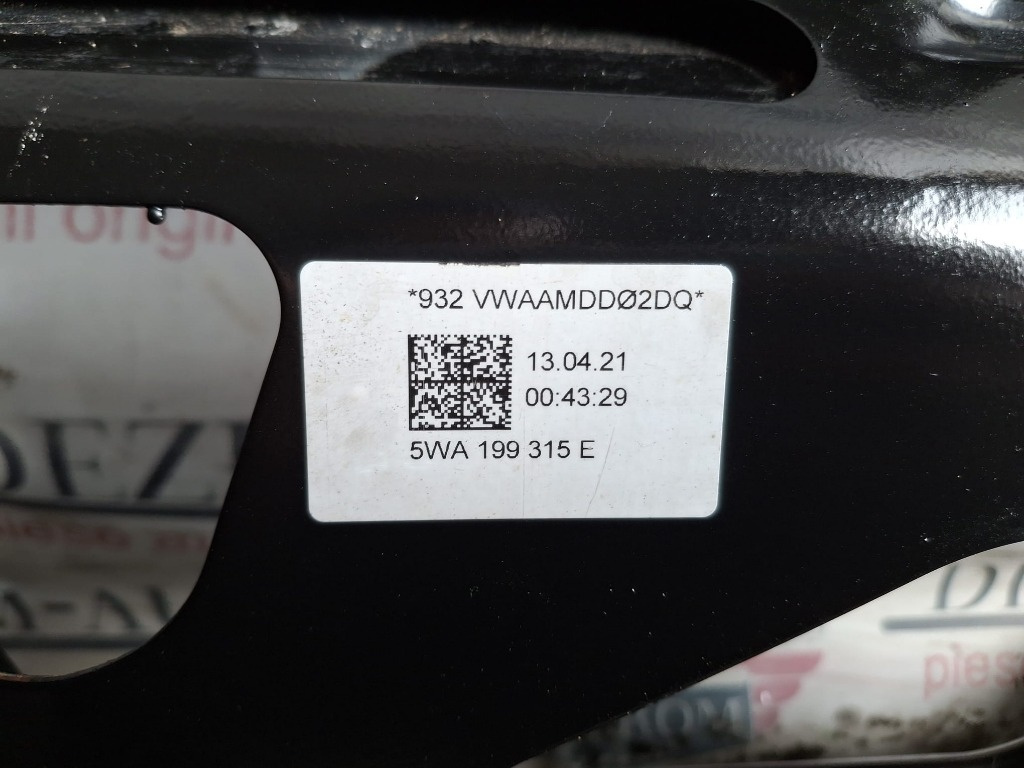 *932 VWAAMDDØ2DQ*
13.04.21
00:43:29
5WA 199 315 E